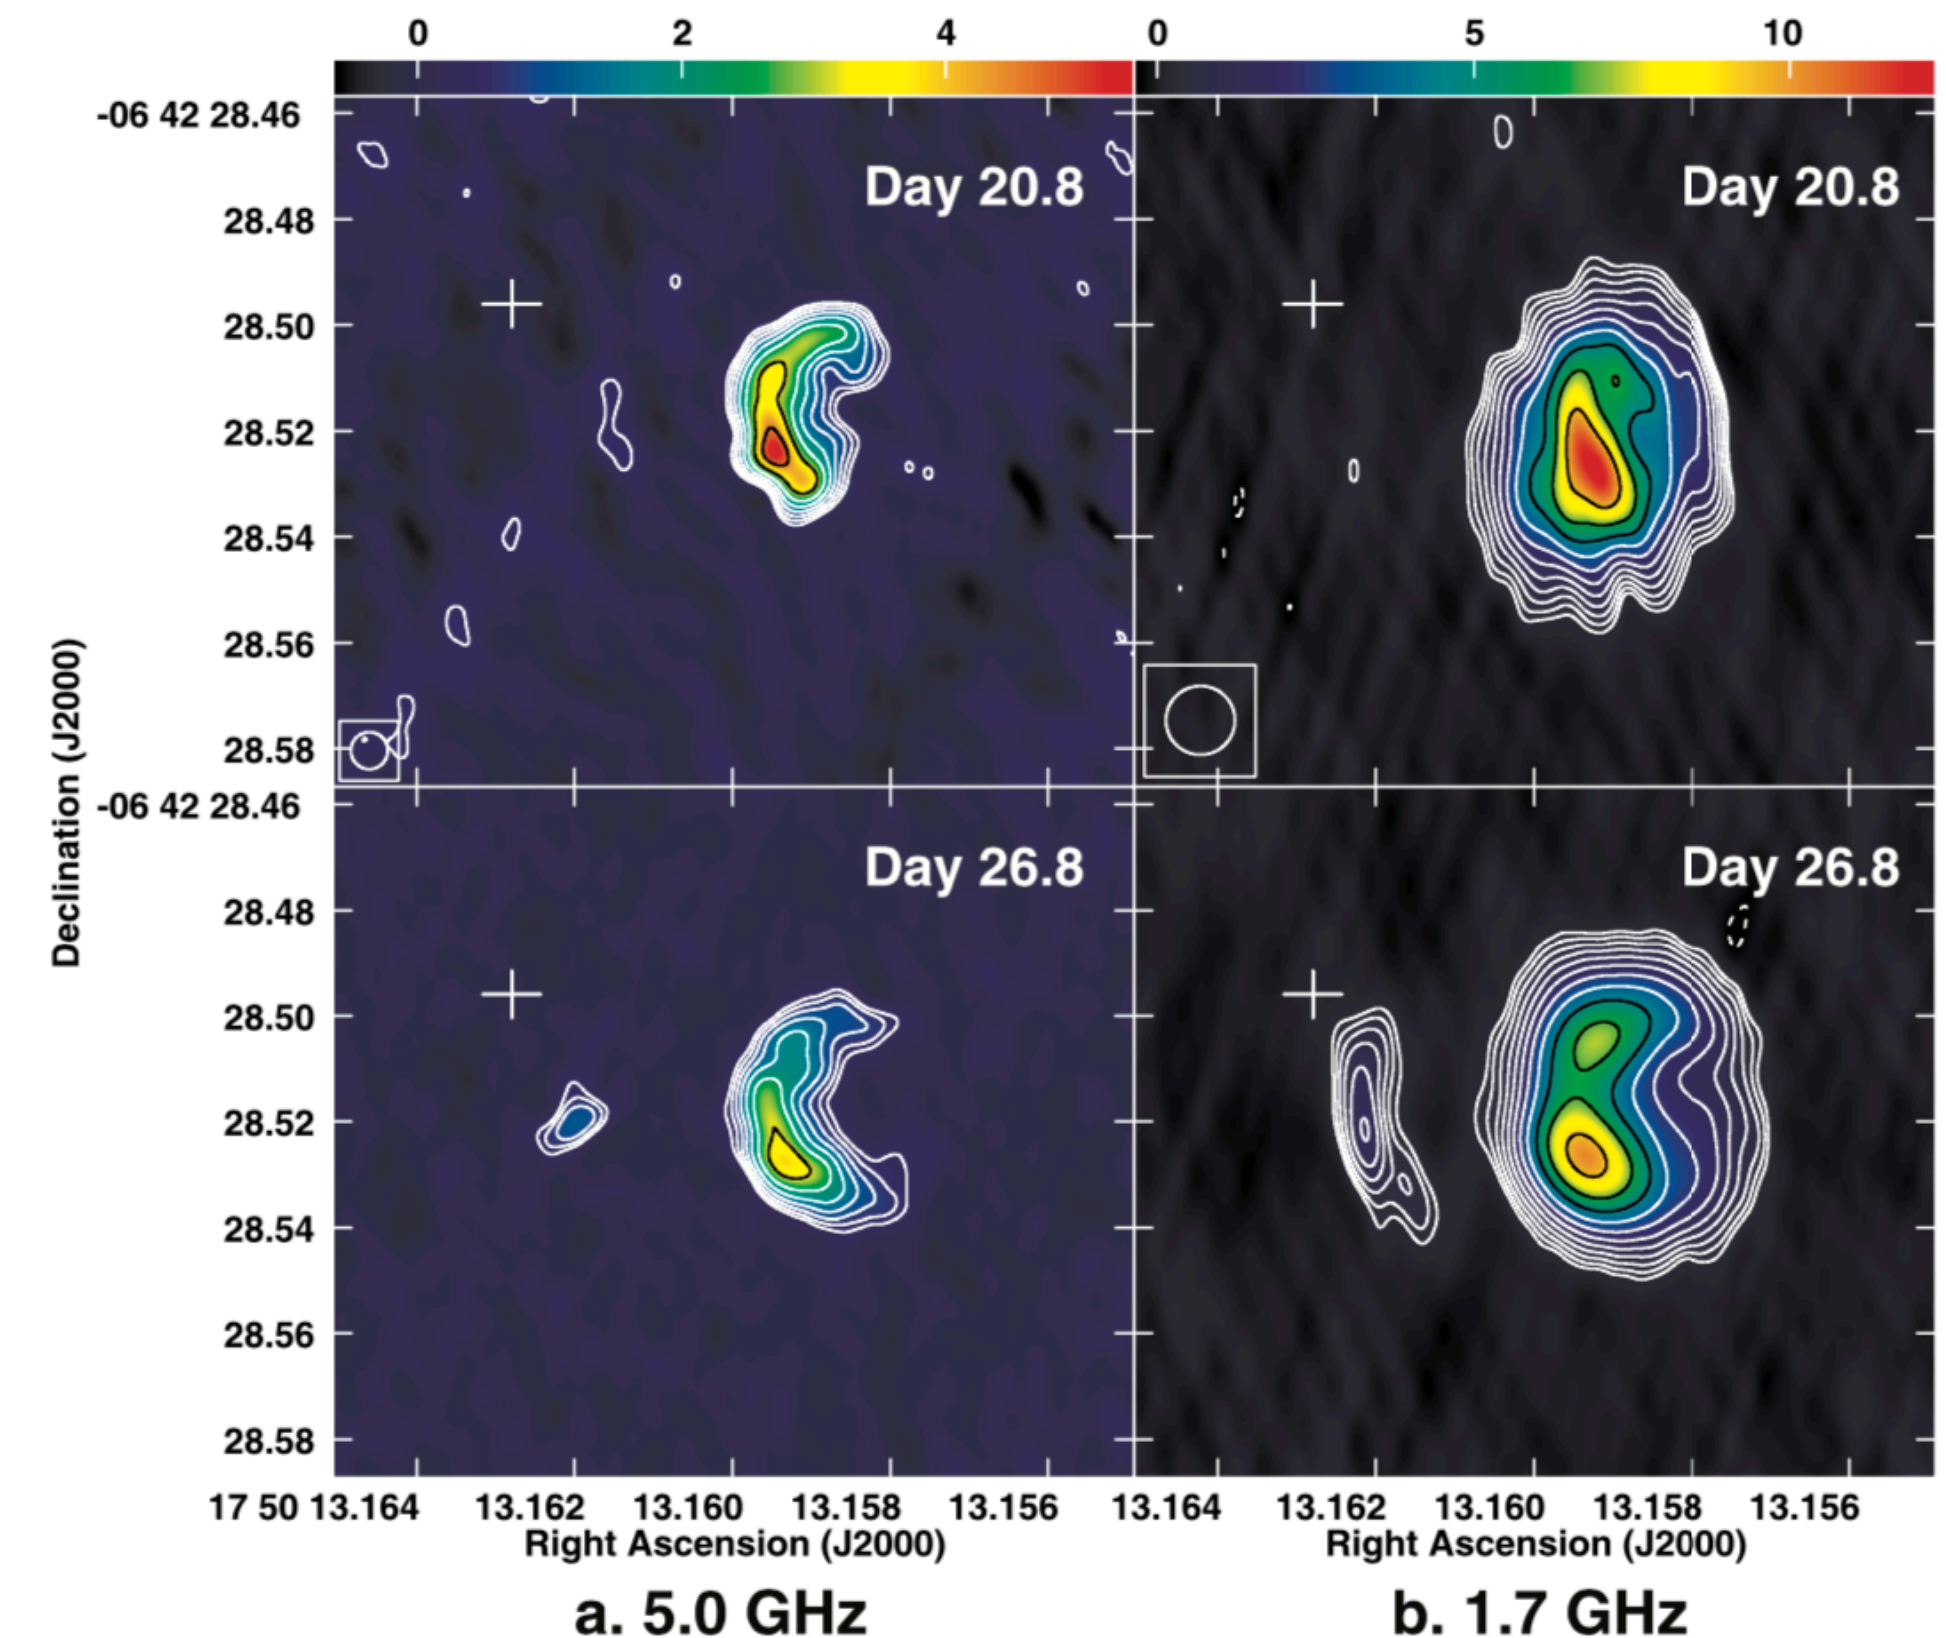 0 2 4 0 5 10
-06 42 28.46
Day 20.8 Day 20.8
28.48
28.50
28.52
28.54
28.56
28.58
Declination (J2000)
-06 42 28.46
Day 26.8 Day 26.8
28.48
28.50
28.52
28.54
28.56
28.58
17 50 13.164 13.162 13.160 13.158 13.156 13.164 13.162 13.160 13.158 13.156
Right Ascension (J2000) Right Ascension (J2000)
a. 5.0 GHz b. 1.7 GHz